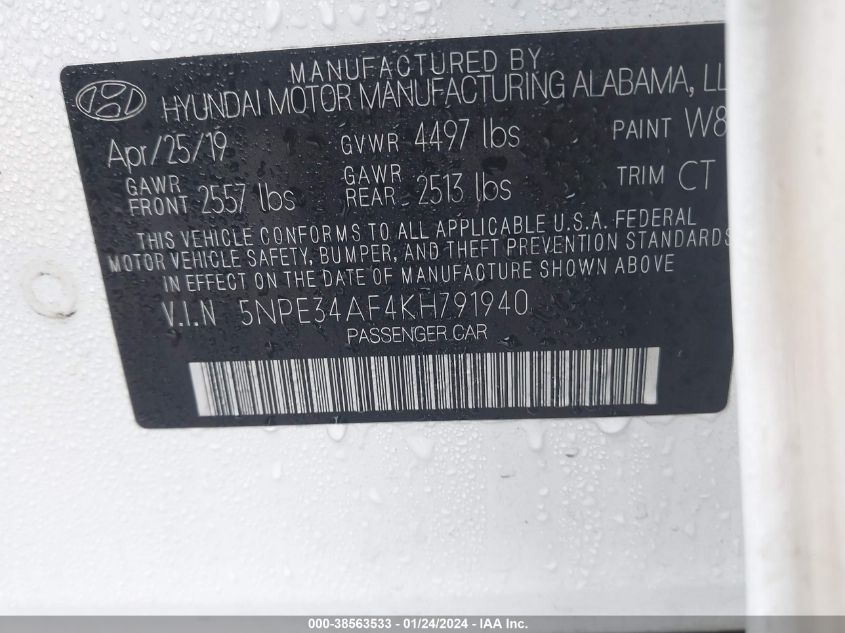 MANUFACTURED BY
HYUNDAI MOTOR MANUFACTURING ALABAMA, LL
Apr/25/19 GVWR 4497 lbs PAINT W8
GAWR FRONT 2557 lbs GAWR REAR 2513 lbs TRIM CT
THIS VEHICLE CONFORMS TO ALL APPLICABLE U.S.A. FEDERAL
MOTOR VEHICLE SAFETY, BUMPER, AND THEFT PREVENTION STANDARDS
IN EFFECT ON THE DATE OF MANUFACTURE SHOWN ABOVE
V.I.N 5NPE34AF4KH791940
PASSENGER CAR
000-38563533 - 01/24/2024 - IAA Inc.